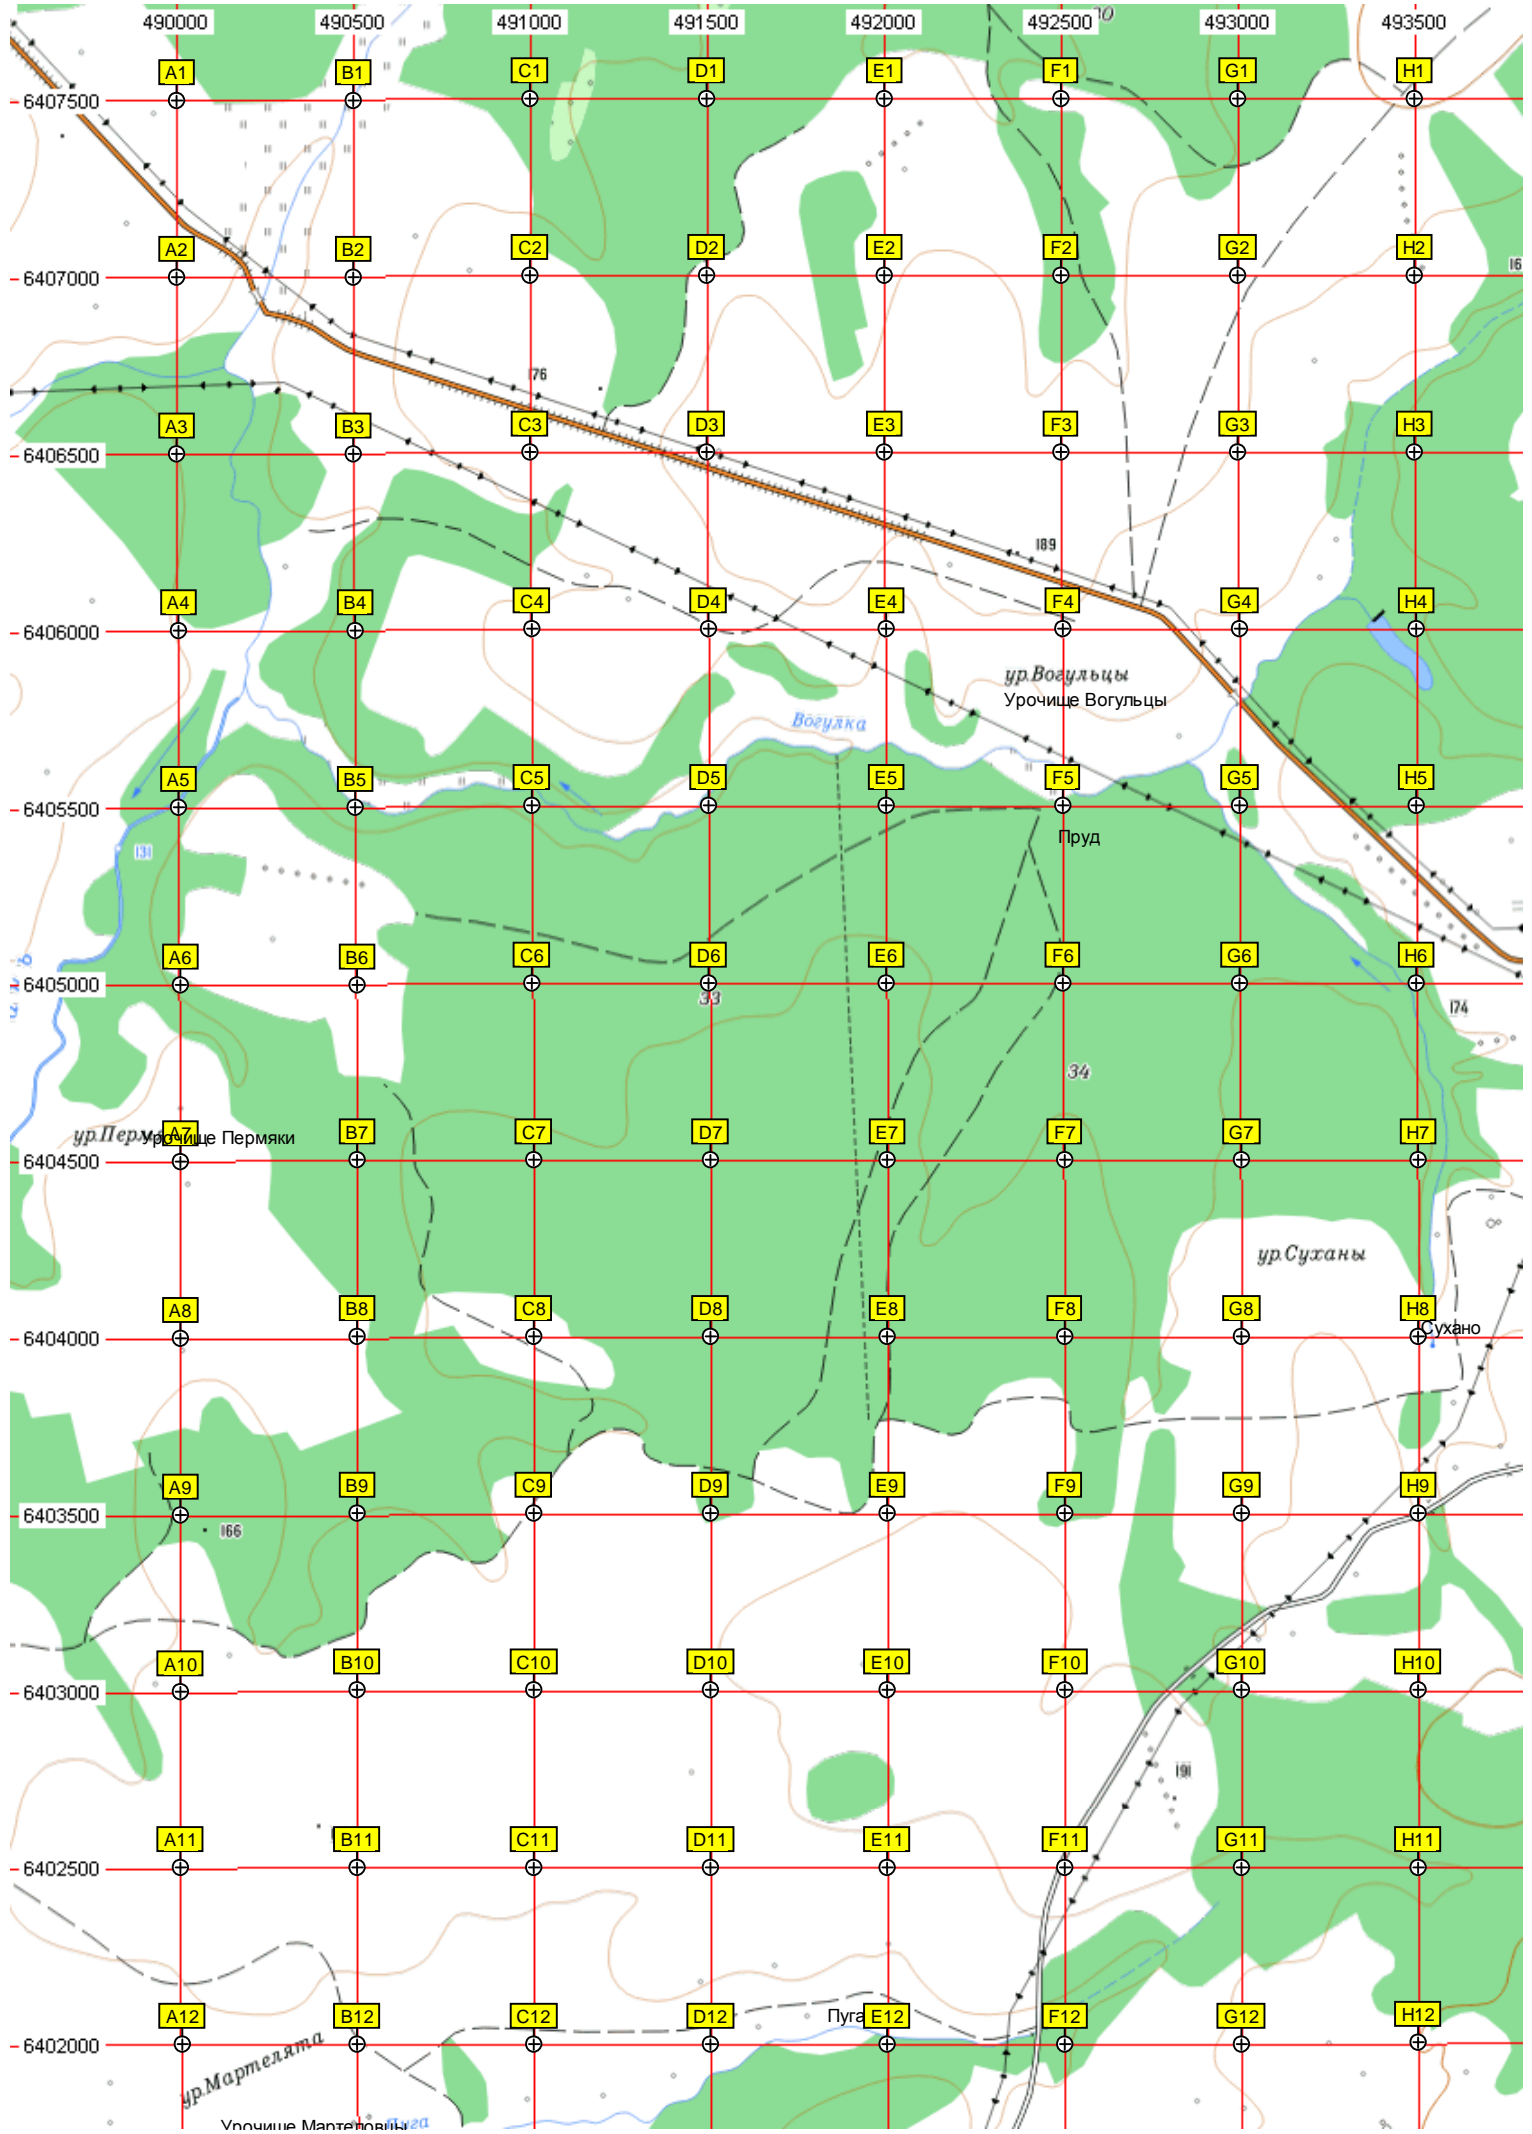 490000 490500 491000 491500 492000 492500 493000 493500
A1 B1 C1 D1 E1 F1 G1 H1
6407500
A2 B2 C2 D2 E2 F2 G2 H2
6407000
176
A3 B3 C3 D3 E3 F3 G3 H3
6406500
189
A4 B4 C4 D4 E4 F4 G4 H4
6406000
ур.Вогульцы
Урочище Вогульцы
Вогулка
A5 B5 C5 D5 E5 F5 G5 H5
6405500
Пруд
131
A6 B6 C6 D6 E6 F6 G6 H6
6405000
33
174
34
A7 B7 C7 D7 E7 F7 G7 H7
Урочище Пермяки
6404500
ур.Суханы
A8 B8 C8 D8 E8 F8 G8 H8
Сухано
6404000
A9 B9 C9 D9 E9 F9 G9 H9
6403500
166
A10 B10 C10 D10 E10 F10 G10 H10
6403000
191
A11 B11 C11 D11 E11 F11 G11 H11
6402500
A12 B12 C12 D12 Пуга E12 F12 G12 H12
6402000
ур.Мартелята
Урочище Мартеловцы
Пуга